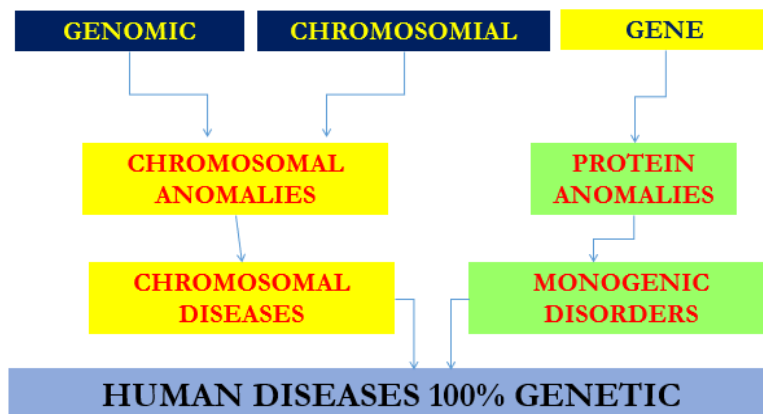 GENOMIC
CHROMOSOMIAL
GENE
CHROMOSOMAL
ANOMALIES
PROTEIN
ANOMALIES
CHROMOSOMAL
DISEASES
MONOGENIC
DISORDERS
HUMAN DISEASES 100% GENETIC